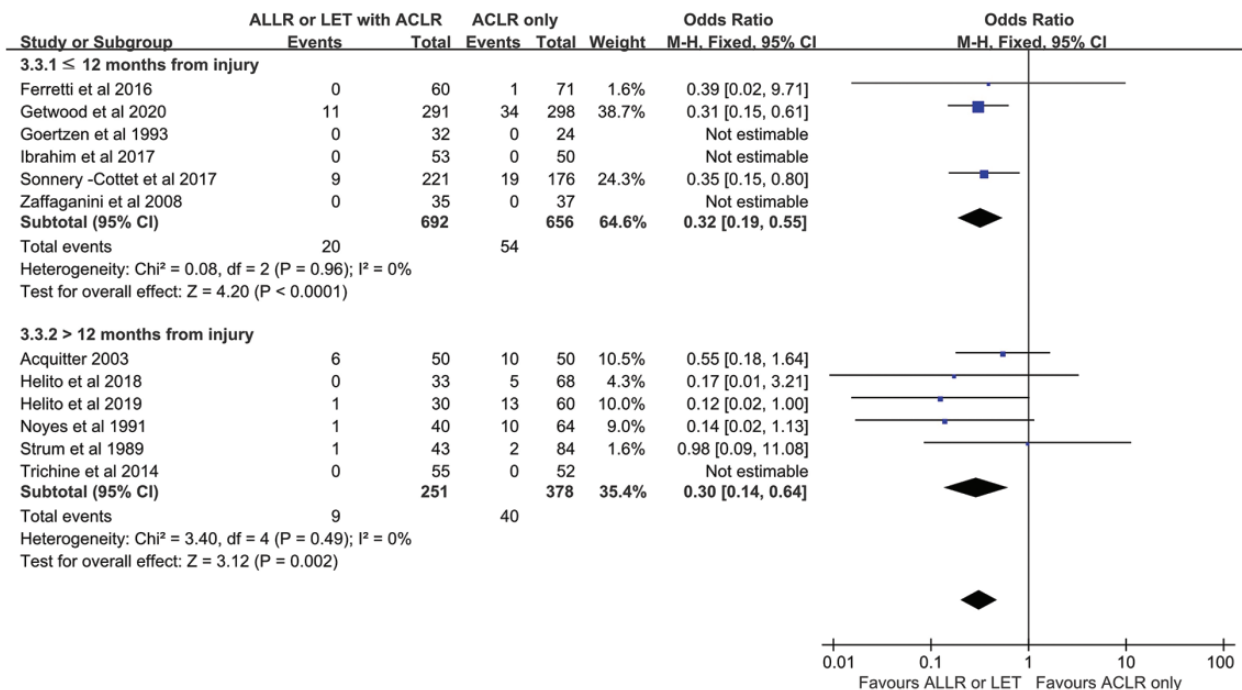 ALLR or LET with ACLR ACLR only Odds Ratio Odds Ratio
Study or Subgroup Events Total Events Total Weight M-H, Fixed, 95% CI M-H, Fixed, 95% CI
3.3.1 ≤ 12 months from injury
Ferretti et al 2016 0 60 1 71 1.6% 0.39 [0.02, 9.71]
Getwood et al 2020 11 291 34 298 38.7% 0.31 [0.15, 0.61]
Goertzen et al 1993 0 32 0 24 Not estimable
Ibrahim et al 2017 0 53 0 50 Not estimable
Sonnery -Cottet et al 2017 9 221 19 176 24.3% 0.35 [0.15, 0.80]
Zaffaganini et al 2008 0 35 0 37 Not estimable
Subtotal (95% CI) 692 656 64.6% 0.32 [0.19, 0.55]
Total events 20 54
Heterogeneity: Chi² = 0.08, df = 2 (P = 0.96); I² = 0%
Test for overall effect: Z = 4.20 (P < 0.0001)
3.3.2 > 12 months from injury
Acquitter 2003 6 50 10 50 10.5% 0.55 [0.18, 1.64]
Helito et al 2018 0 33 5 68 4.3% 0.17 [0.01, 3.21]
Helito et al 2019 1 30 13 60 10.0% 0.12 [0.02, 1.00]
Noyes et al 1991 1 40 10 64 9.0% 0.14 [0.02, 1.13]
Strum et al 1989 1 43 2 84 1.6% 0.98 [0.09, 11.08]
Trichine et al 2014 0 55 0 52 Not estimable
Subtotal (95% CI) 251 378 35.4% 0.30 [0.14, 0.64]
Total events 9 40
Heterogeneity: Chi² = 3.40, df = 4 (P = 0.49); I² = 0%
Test for overall effect: Z = 3.12 (P = 0.002)
0.01 0.1 1 10 100
Favours ALLR or LET Favours ACLR only